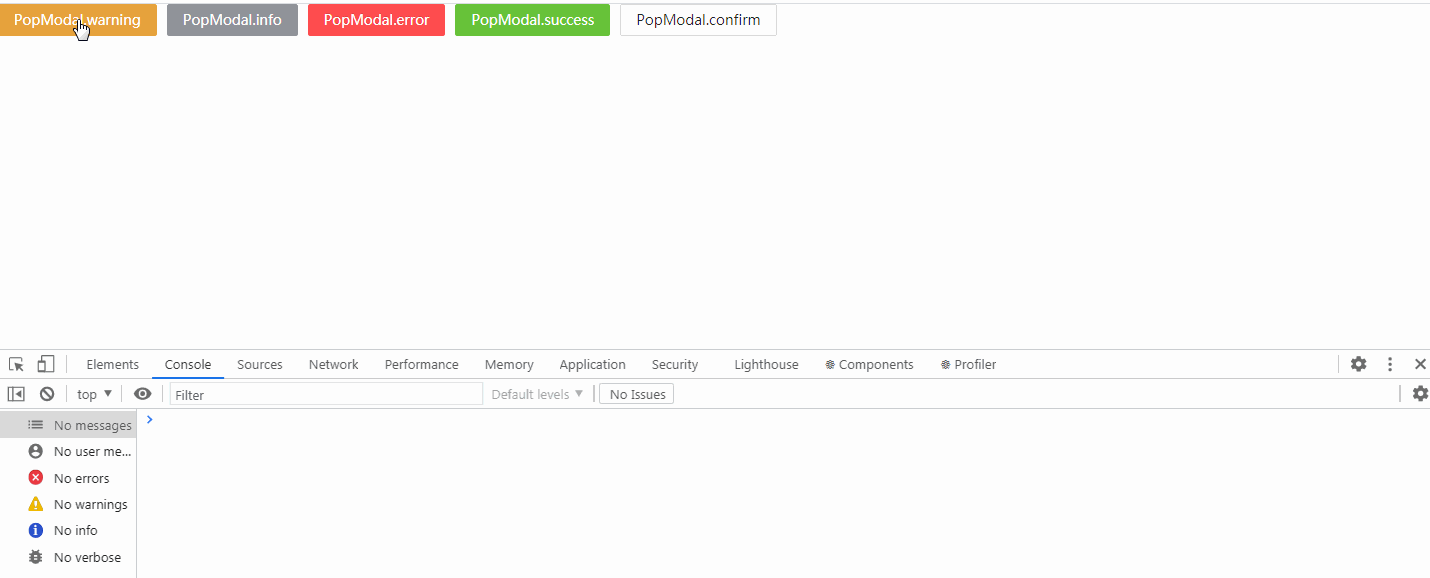 PopModal.warning PopModal.info PopModal.error PopModal.success PopModal.confirm
Elements Console Sources Network Performance Memory Application Security Lighthouse Components Profiler
top Filter Default levels No Issues
No messages
No user me...
No errors
No warnings
No info
No verbose